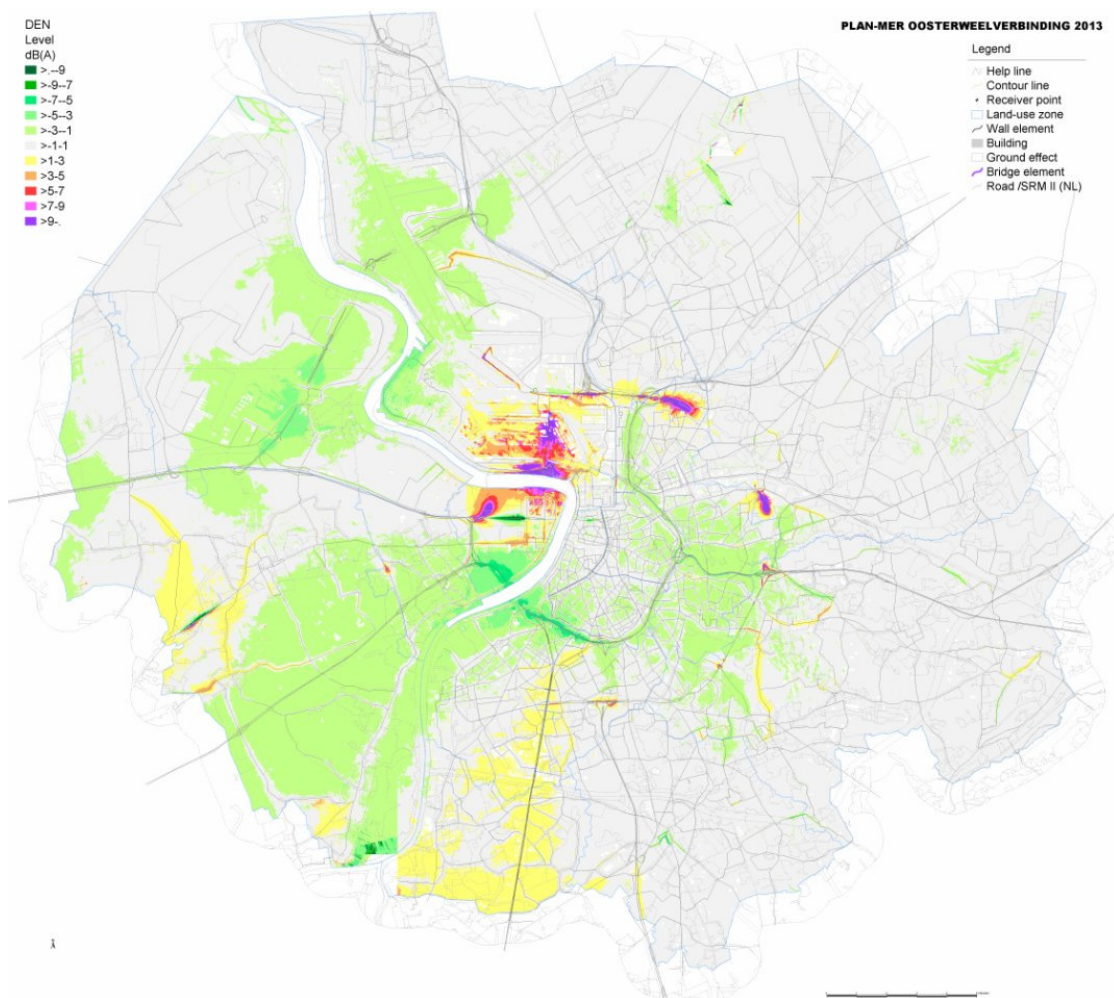 DEN
Level
dB(A)
>.--9
>-9--7
>-7--5
>-5--3
>-3--1
>-1-1
>1-3
>3-5
>5-7
>7-9
>9-.
PLAN-MER OOSTERWEELVERBINDING 2013
Legend
Help line
Contour line
Receiver point
Land-use zone
Wall element
Building
Ground effect
Bridge element
Road /SRM II (NL)